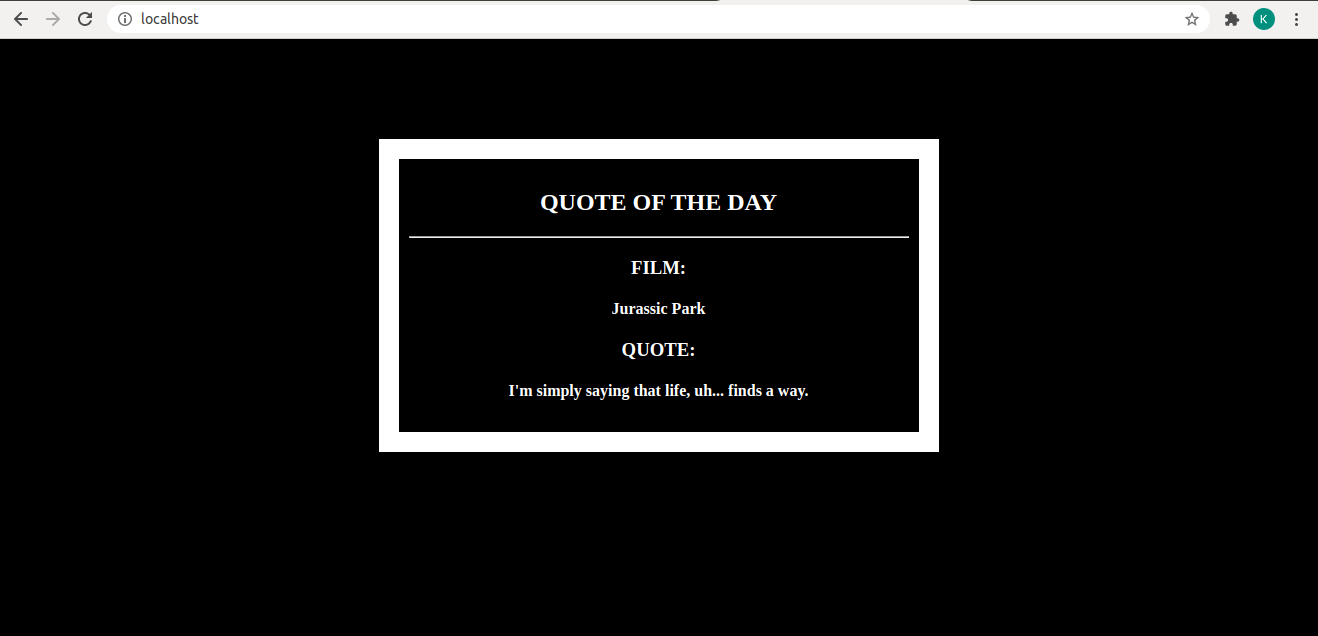 localhost
K
QUOTE OF THE DAY
FILM:
Jurassic Park
QUOTE:
I'm simply saying that life, uh... finds a way.